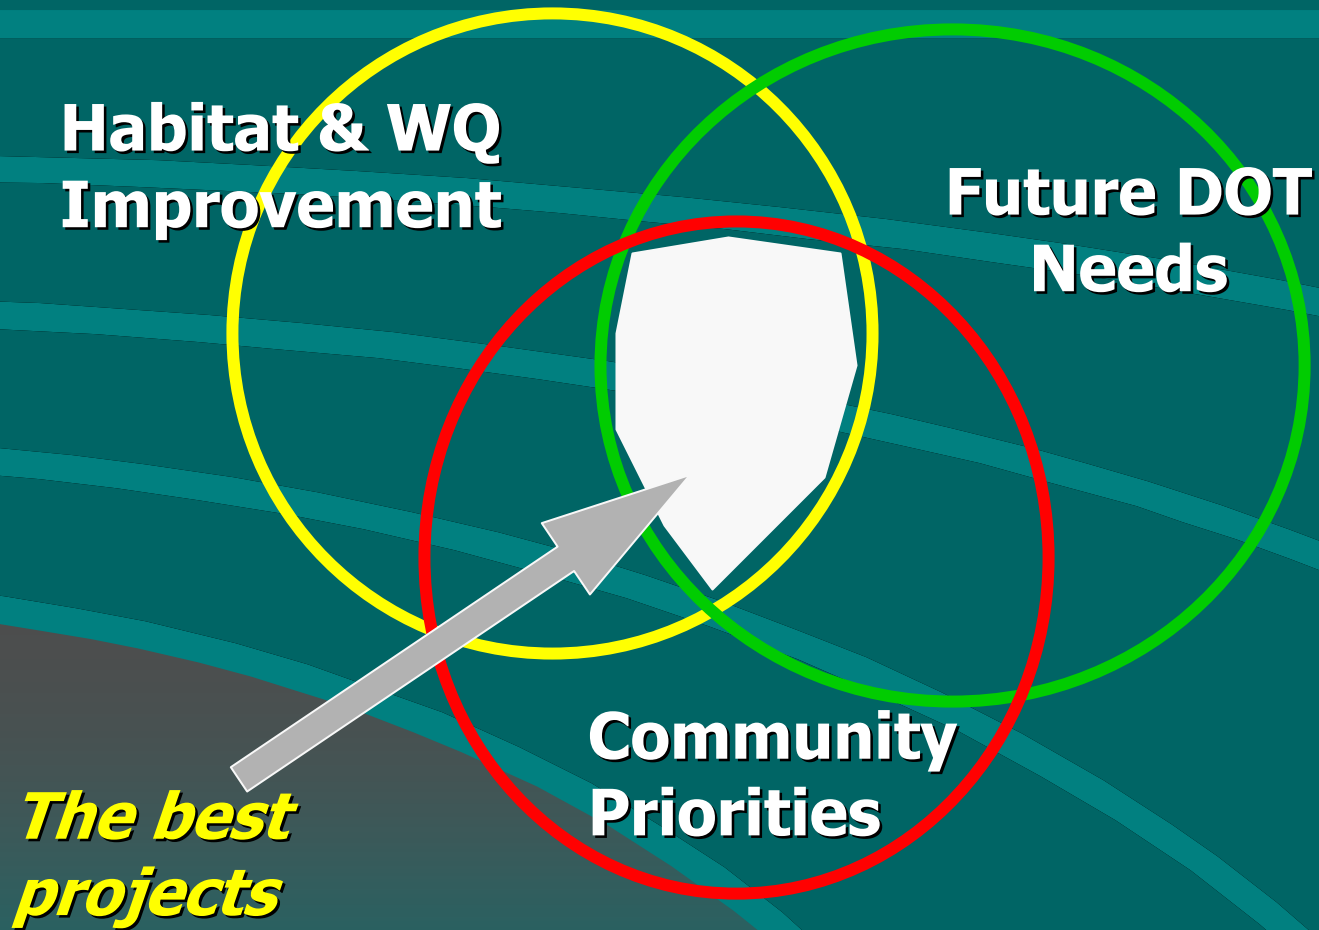 Habitat & WQ
Improvement
Future DOT
Needs
Community
Priorities
The best
projects